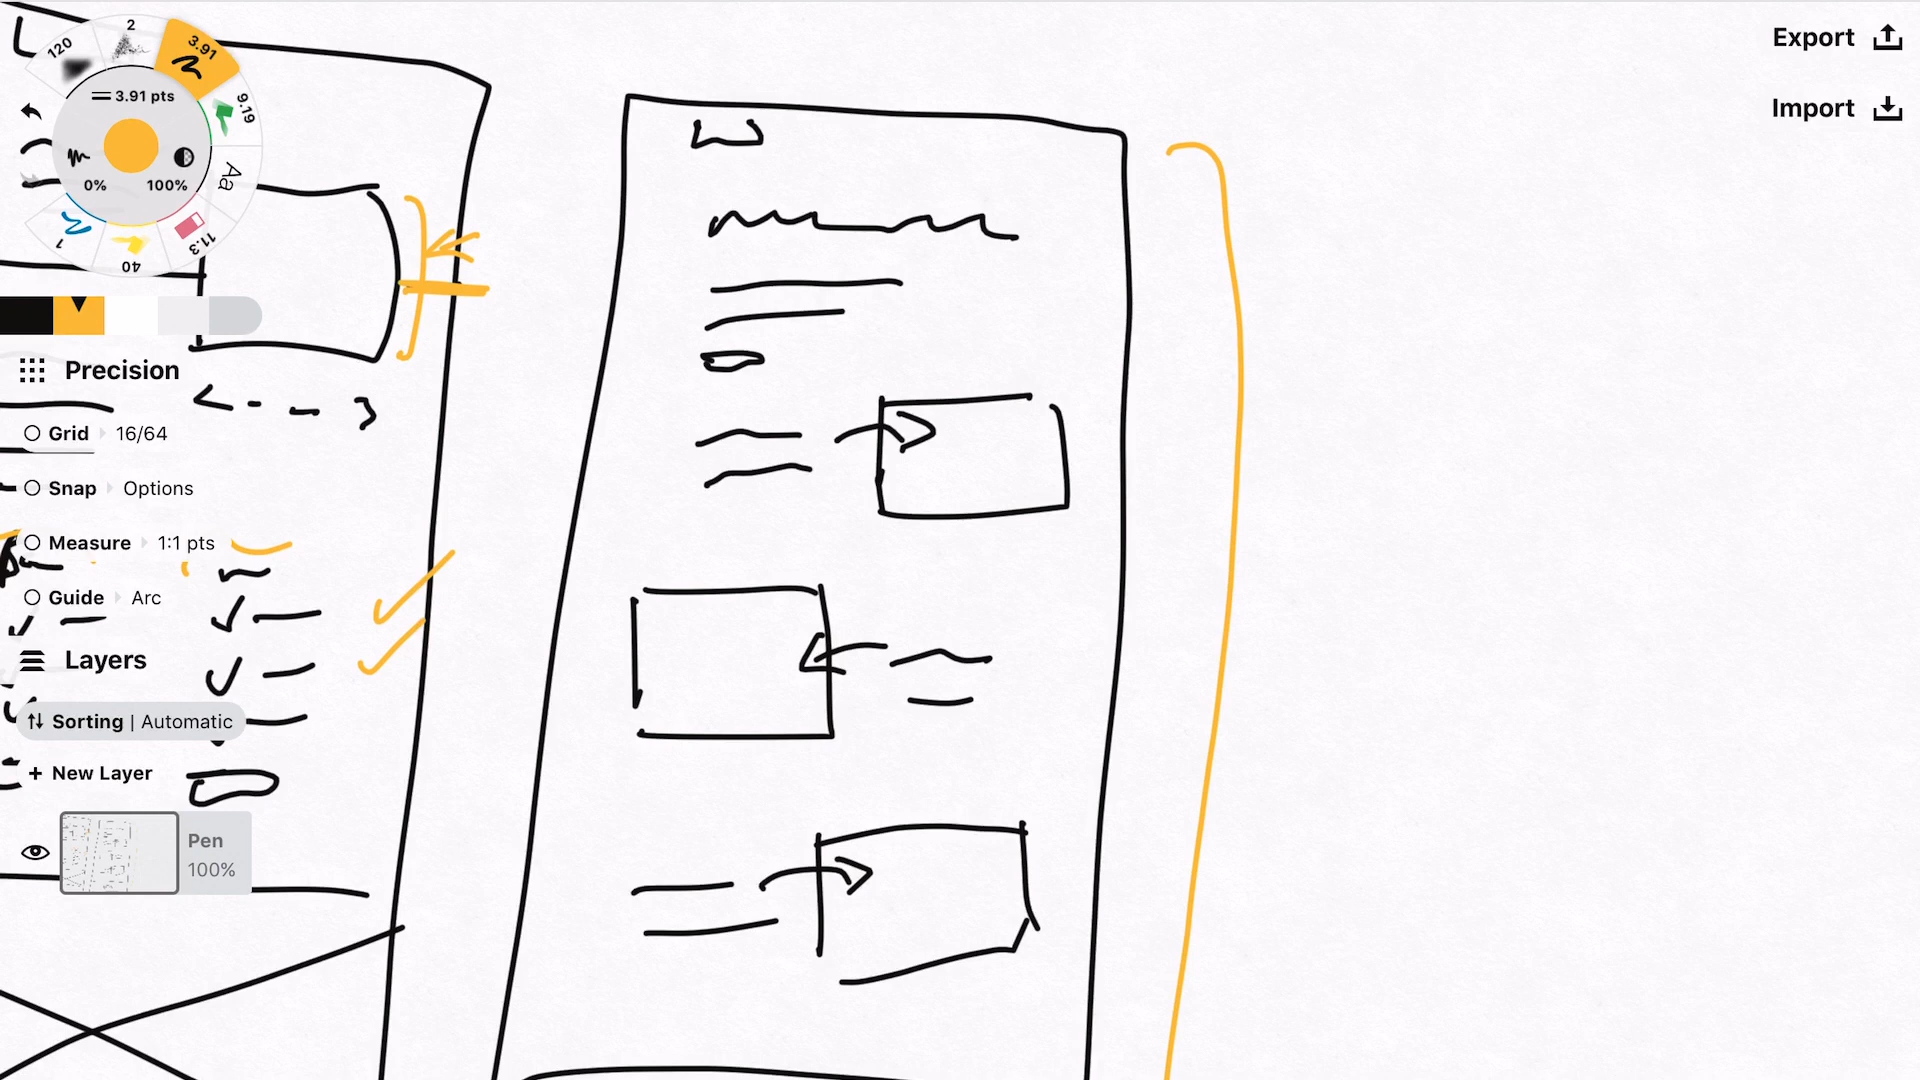 Export
Import
120
2
3.91
9.19
Aa
11.3
40
1
3.91 pts
0%
100%
Precision
Grid 16/64
Snap Options
Measure 1:1 pts
Guide Arc
Layers
Sorting | Automatic
+ New Layer
Pen
100%